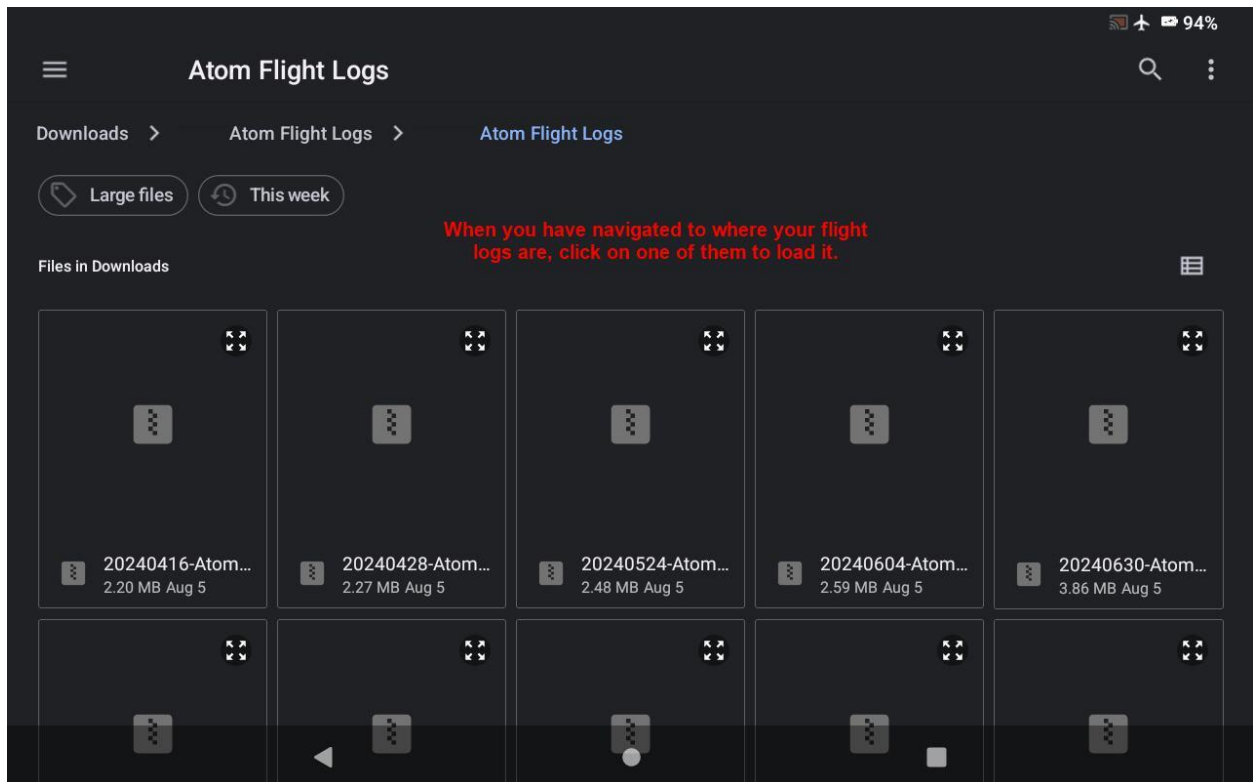 94%
Atom Flight Logs
Downloads > Atom Flight Logs > Atom Flight Logs
Large files This week
When you have navigated to where your flight
logs are, click on one of them to load it.
Files in Downloads
20240416-Atom... 20240428-Atom... 20240524-Atom... 20240604-Atom... 20240630-Atom...
2.20 MB Aug 5 2.27 MB Aug 5 2.48 MB Aug 5 2.59 MB Aug 5 3.86 MB Aug 5